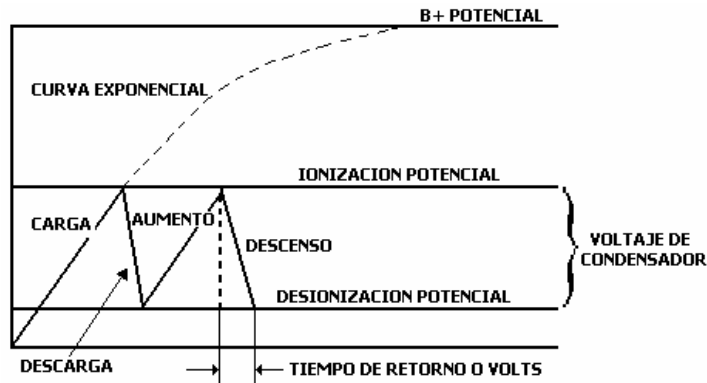 B+ POTENCIAL
CURVA EXPONENCIAL
IONIZACION POTENCIAL
CARGA
AUMENTO
DESCENSO
VOLTAJE DE
CONDENSADOR
DESIONIZACION POTENCIAL
DESCARGA
TIEMPO DE RETORNO O VOLTS